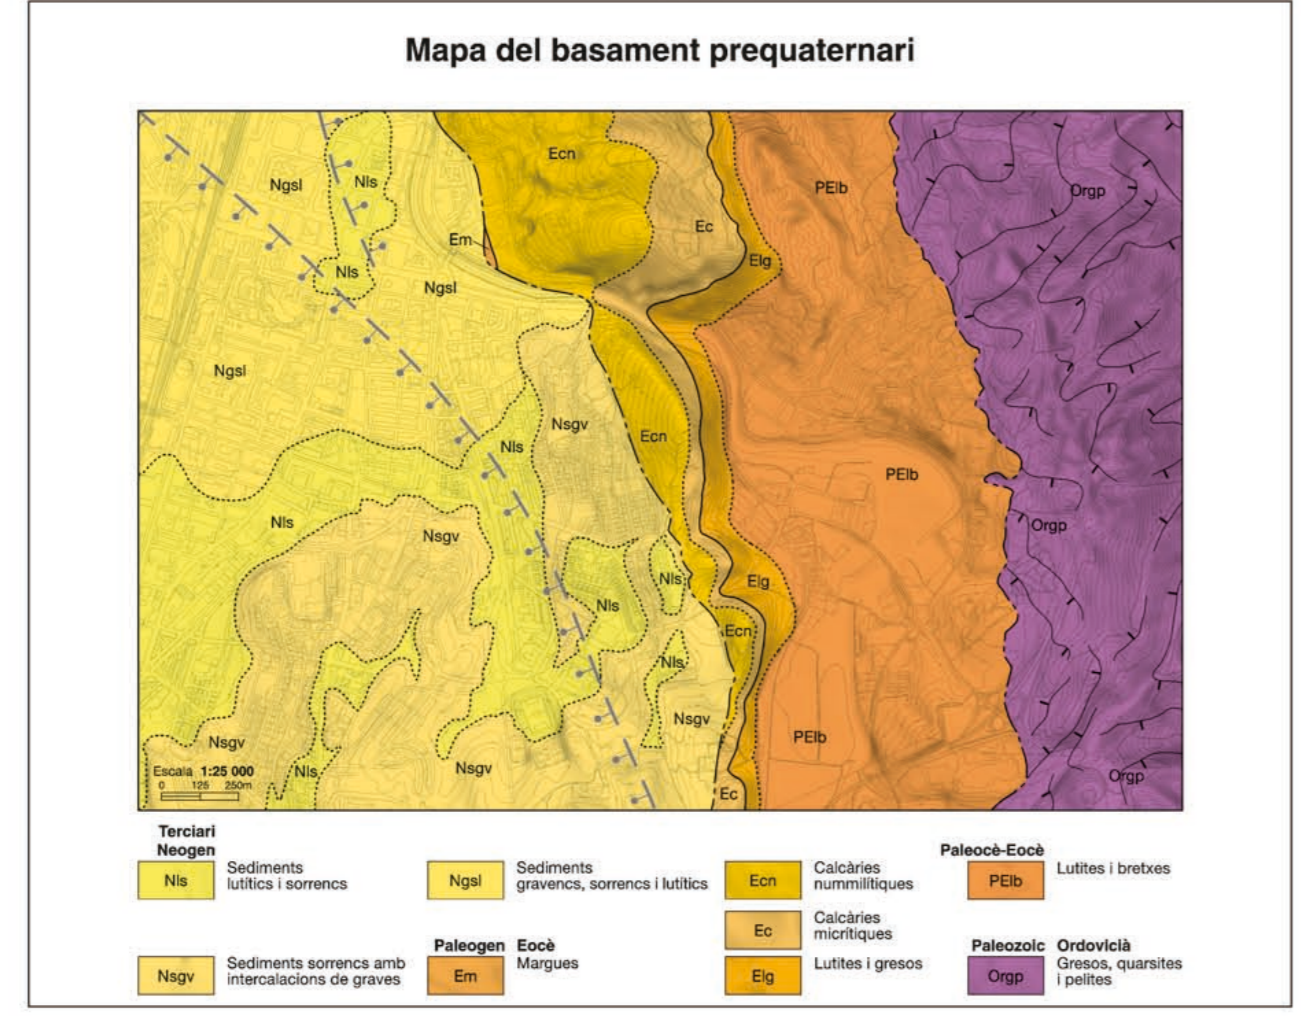 Mapa del basament prequaternari
Ecn
PElb
Orgp
Ngsl
Nls
Ec
Em
Elg
Nls
Ngsl
Ngsl
Nsgv
Ecn
Nls
PElb
Nls
Nsgv
Orgp
Nls
Elg
Nls
Ecn
Nls
Nsgv
PElb
Nsgv
Nsgv
Nls
Orgp
Ec
Escala 1:25 000
0 125 250m
Terciari
Neogen
Nls
Sediments
lutítics i sorrencs
Nsgv
Sediments sorrencs amb
intercalacions de graves
Ngsl
Sediments
gravencs, sorrencs i lutítics
Paleogen Eocè
Em
Margues
Ecn
Calcàries
nummilítiques
Ec
Calcàries
micrítiques
Elg
Lutites i gresos
Paleocè-Eocè
PElb
Lutites i bretxes
Paleozoic Ordovicià
Orgp
Gresos, quarsites
i pelites